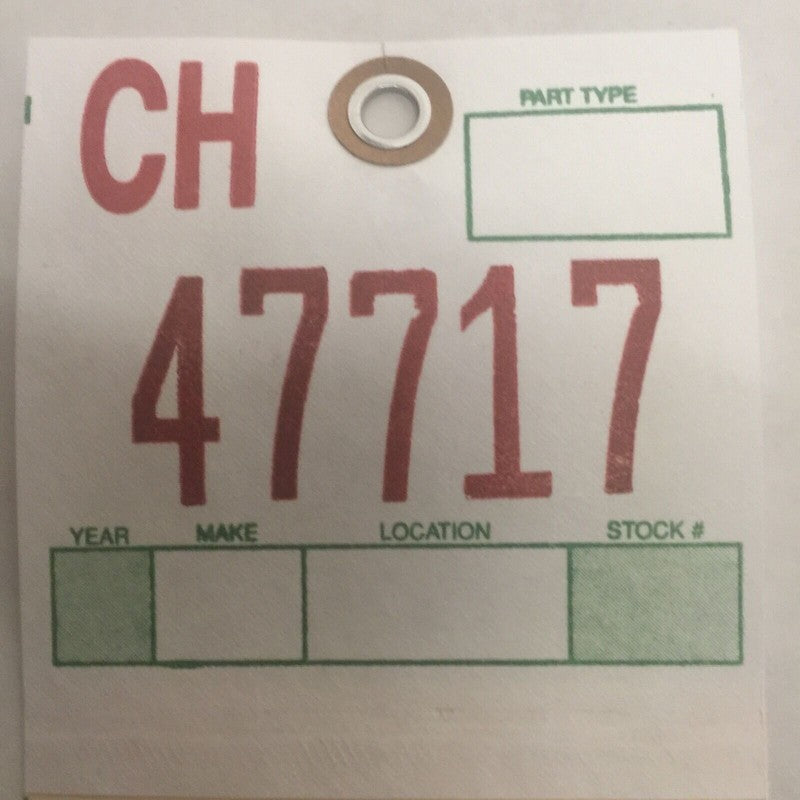 CH
PART TYPE
47717
YEAR MAKE LOCATION STOCK #